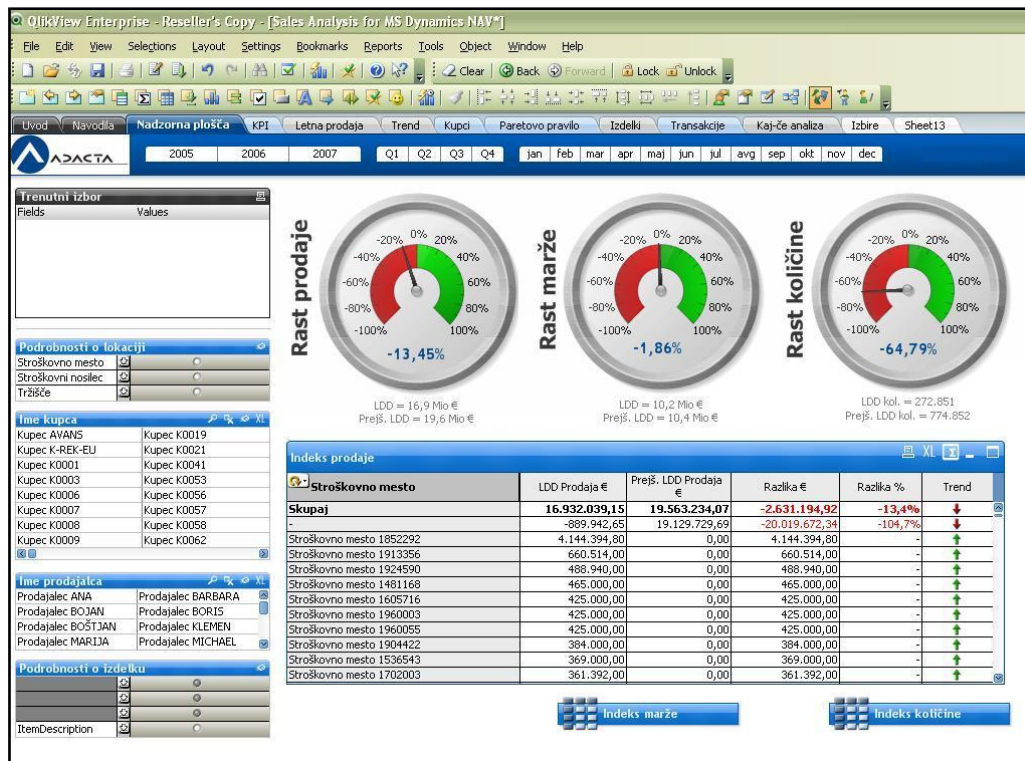 QlikView Enterprise - Reseller's Copy - [Sales Analysis for MS Dynamics NAV*]
File Edit View Selections Layout Settings Bookmarks Reports Tools Object Window Help
Clear Back Forward Lock Unlock
Uvod Navodila Nadzorna plošča KPI Letna prodaja Trend Kupci Paretovo pravilo Izdelki Transakcije Kaj-če analiza Izbire Sheet13
ADACTA 2005 2006 2007 Q1 Q2 Q3 Q4 jan feb mar apr maj jun jul avg sep okt nov dec
Trenutni izbor
Fields Values
Podrobnosti o lokaciji
Stroškovno mesto
Stroškovni nosilec
Tržišče
Ime kupca XL
Kupec AVANS Kupec K0019
Kupec K-REK-EU Kupec K0021
Kupec K0001 Kupec K0041
Kupec K0003 Kupec K0053
Kupec K0006 Kupec K0056
Kupec K0007 Kupec K0057
Kupec K0008 Kupec K0058
Kupec K0009 Kupec K0062
Ime prodajalca XL
Prodajalec ANA Prodajalec BARBARA
Prodajalec BOJAN Prodajalec BORIS
Prodajalec BOŠTJAN Prodajalec KLEMEN
Prodajalec MARIJA Prodajalec MICHAEL
Podrobnosti o izdelku
ItemDescription
Rast prodaje
-100% -80% -60% -40% -20% 0% 20% 40% 60% 80% 100%
-13,45%
LDD = 16,9 Mio €
Prejš. LDD = 19,6 Mio €
Rast marže
-100% -80% -60% -40% -20% 0% 20% 40% 60% 80% 100%
-1,86%
LDD = 10,2 Mio €
Prejš. LDD = 10,4 Mio €
Rast količine
-100% -80% -60% -40% -20% 0% 20% 40% 60% 80% 100%
-64,79%
LDD kol. = 272.851
Prejš. LDD kol. = 774.852
Indeks prodaje XL
Stroškovno mesto LDD Prodaja € Prejš. LDD Prodaja € Razlika € Razlika % Trend
Skupaj 16.932.039,15 19.563.234,07 -2.631.194,92 -13,4%
- -889.942,65 19.129.729,69 -20.019.672,34 -104,7%
Stroškovno mesto 1852292 4.144.394,80 0,00 4.144.394,80 -
Stroškovno mesto 1913356 660.514,00 0,00 660.514,00 -
Stroškovno mesto 1924590 488.940,00 0,00 488.940,00 -
Stroškovno mesto 1481168 465.000,00 0,00 465.000,00 -
Stroškovno mesto 1605716 425.000,00 0,00 425.000,00 -
Stroškovno mesto 1960003 425.000,00 0,00 425.000,00 -
Stroškovno mesto 1960055 425.000,00 0,00 425.000,00 -
Stroškovno mesto 1904422 384.000,00 0,00 384.000,00 -
Stroškovno mesto 1536543 369.000,00 0,00 369.000,00 -
Stroškovno mesto 1702003 361.392,00 0,00 361.392,00 -
Indeks marže
Indeks količine